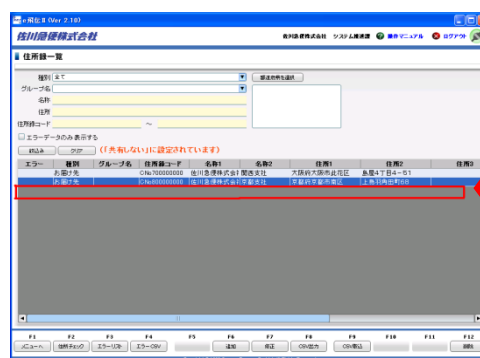 e飛伝Ⅱ (Ver 2.10)
佐川急便株式会社
佐川急便株式会社 システム推進課 操作マニュアル ログアウト
住所録一覧
種別 全て 都道府県を選択
グループ名
名称
住所
住所録コード ～
エラーデータのみ表示する
絞込み クリア (「共有しない」に設定されています)
エラー 種別 グループ名 住所録コード 名称1 名称2 住所1 住所2 住所3
お届け先 CNo700000000 佐川急便株式会社 関西支社 大阪府大阪市此花区 島屋4丁目4－51
お届け先 CNo800000000 佐川急便株式会社 京都支社 京都府京都市南区 上鳥羽角田町68
F1 F2 F3 F4 F5 F6 F7 F8 F9 F10 F11 F12
メニューへ 住所チェック エラーリスト エラーCSV 追加 修正 CSV出力 CSV取込 削除